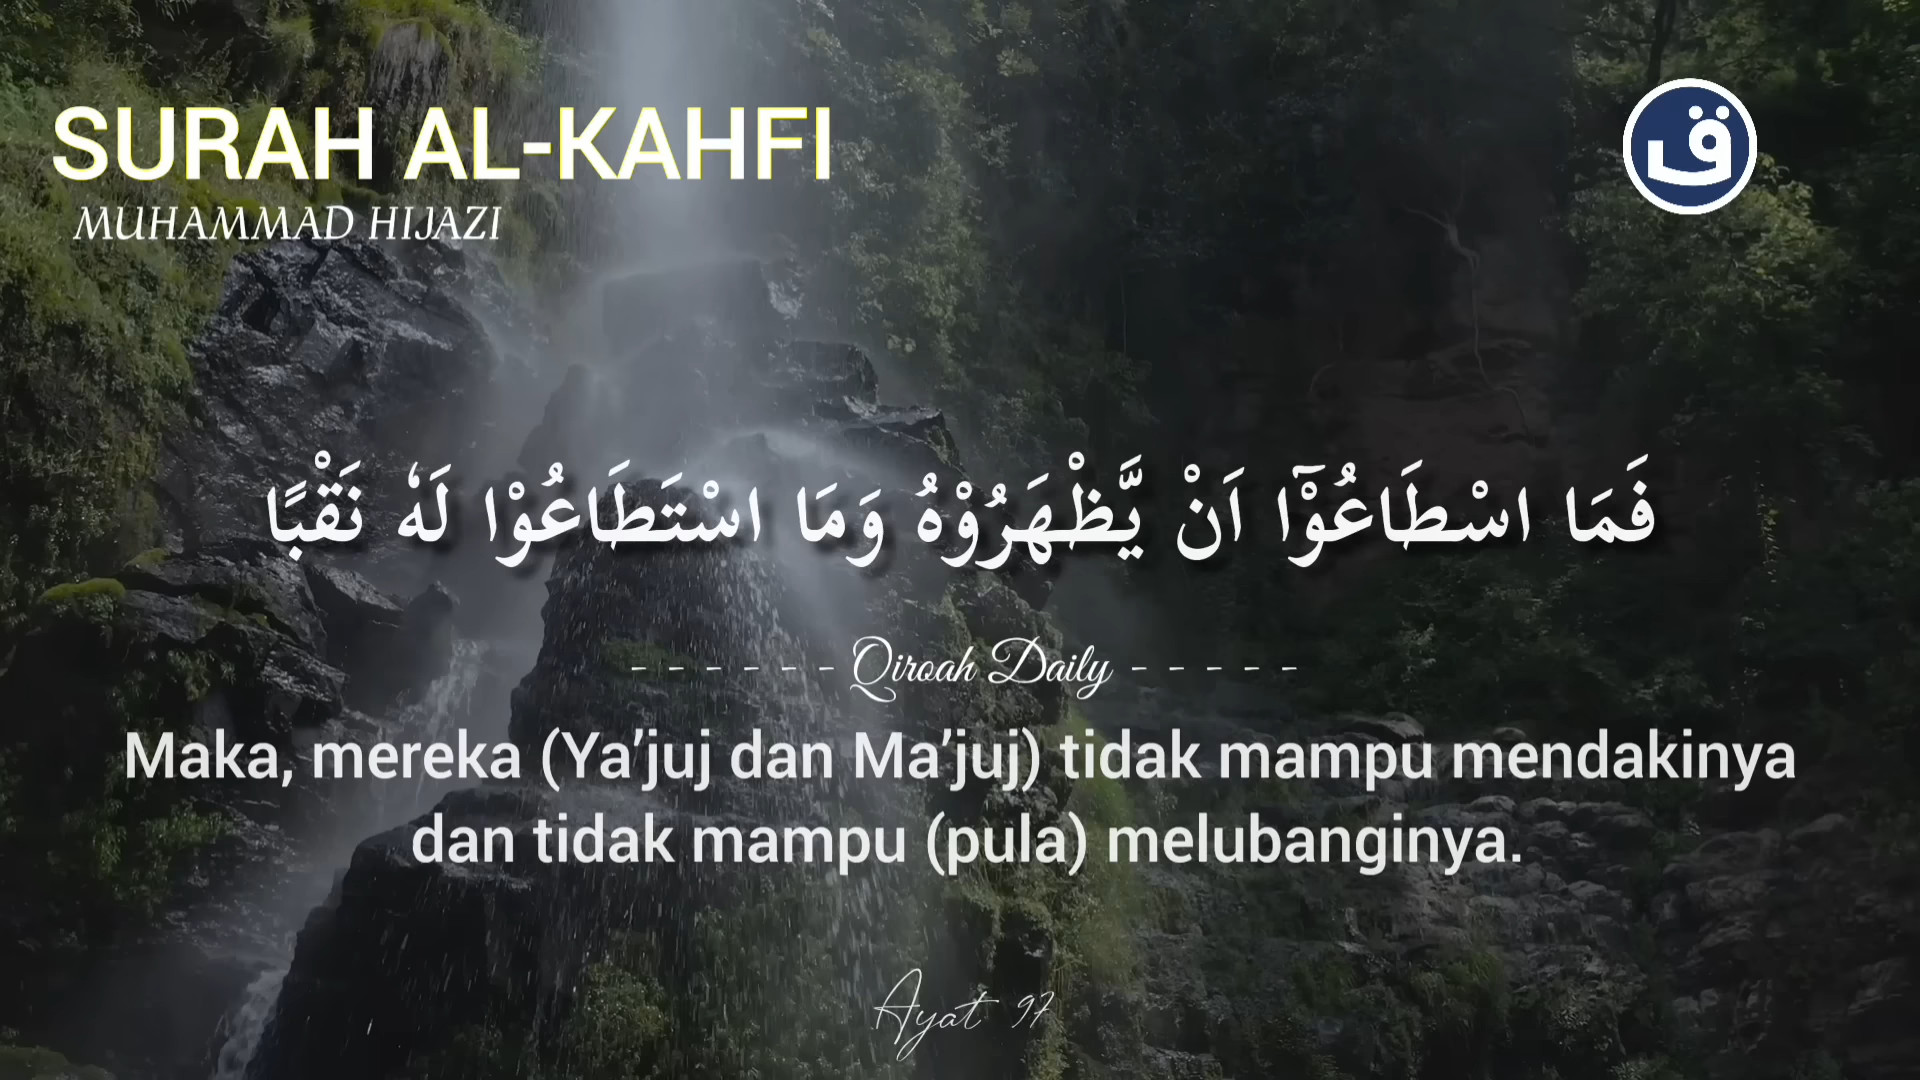 SURAH AL-KAHFI
MUHAMMAD HIJAZI
ق
فَمَا اسْطَاعُوْٓا اَنْ يَّظْهَرُوْهُ وَمَا اسْتَطَاعُوْا لَهٗ نَقْبًا
- - - - - - Qiroah Daily - - - - -
Maka, mereka (Ya’juj dan Ma’juj) tidak mampu mendakinya
dan tidak mampu (pula) melubanginya.
Ayat 97